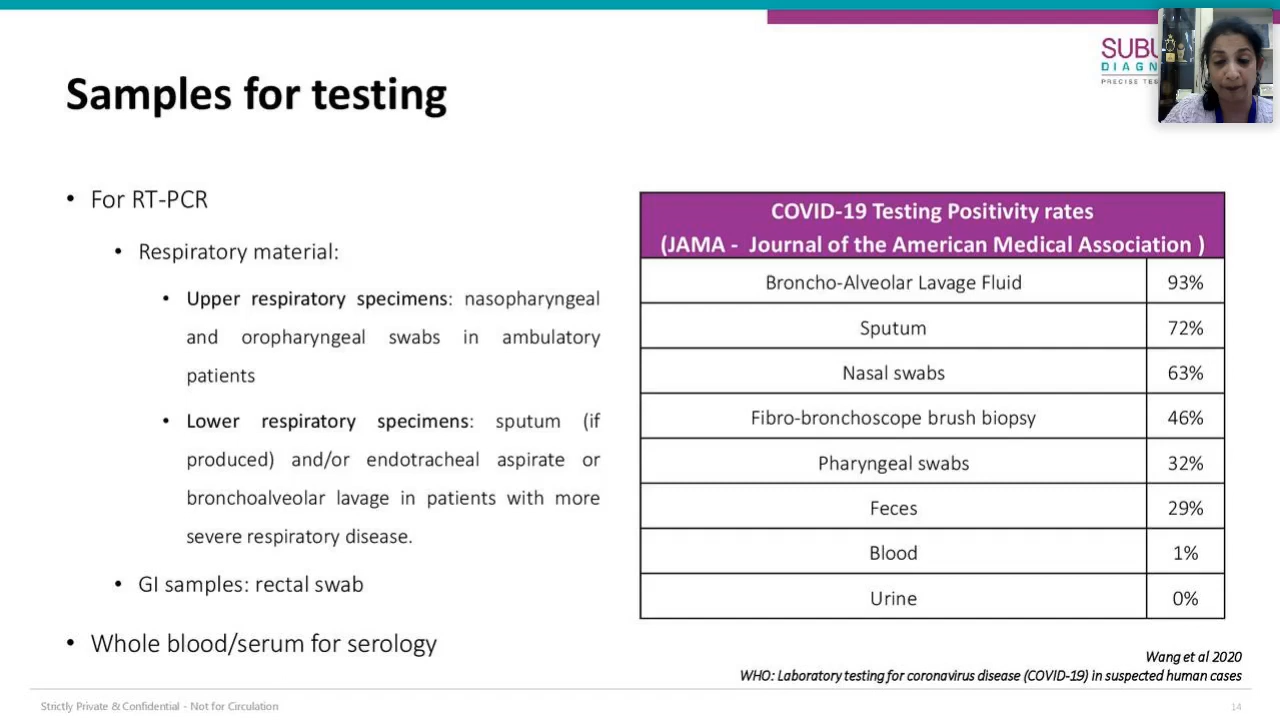 SUBU
DIAGN
PRECISE TES
Samples for testing
• For RT-PCR
• Respiratory material:
• Upper respiratory specimens: nasopharyngeal
and oropharyngeal swabs in ambulatory
patients
• Lower respiratory specimens: sputum (if
produced) and/or endotracheal aspirate or
bronchoalveolar lavage in patients with more
severe respiratory disease.
• GI samples: rectal swab
• Whole blood/serum for serology
COVID-19 Testing Positivity rates
(JAMA - Journal of the American Medical Association )
Broncho-Alveolar Lavage Fluid 93%
Sputum 72%
Nasal swabs 63%
Fibro-bronchoscope brush biopsy 46%
Pharyngeal swabs 32%
Feces 29%
Blood 1%
Urine 0%
Wang et al 2020
WHO: Laboratory testing for coronavirus disease (COVID-19) in suspected human cases
Strictly Private & Confidential - Not for Circulation 14